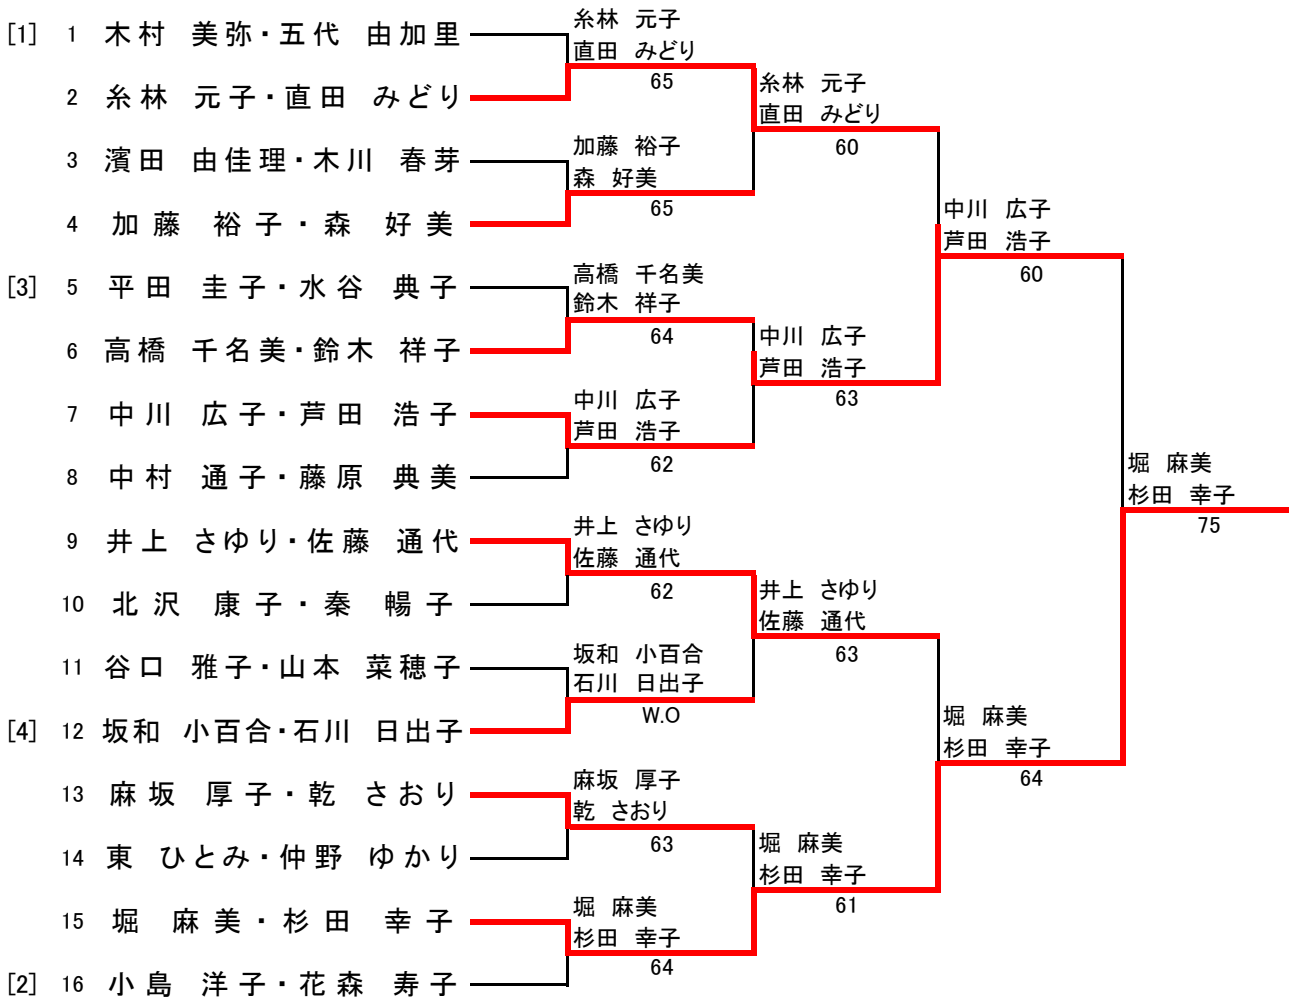 [1] 1 木村 美弥・五代 由加里
2 糸林 元子・直田 みどり
3 濱田 由佳理・木川 春芽
4 加藤 裕子・森 好美
[3] 5 平田 圭子・水谷 典子
6 高橋 千名美・鈴木 祥子
7 中川 広子・芦田 浩子
8 中村 通子・藤原 典美
9 井上 さゆり・佐藤 通代
10 北沢 康子・秦 暢子
11 谷口 雅子・山本 菜穂子
[4] 12 坂和 小百合・石川 日出子
13 麻坂 厚子・乾 さおり
14 東 ひとみ・仲野 ゆかり
15 堀 麻美・杉田 幸子
[2] 16 小島 洋子・花森 寿子
糸林 元子
直田 みどり
65
加藤 裕子
森 好美
65
高橋 千名美
鈴木 祥子
64
中川 広子
芦田 浩子
62
井上 さゆり
佐藤 通代
62
坂和 小百合
石川 日出子
W.O
麻坂 厚子
乾 さおり
63
堀 麻美
杉田 幸子
64
糸林 元子
直田 みどり
60
中川 広子
芦田 浩子
63
井上 さゆり
佐藤 通代
63
堀 麻美
杉田 幸子
61
中川 広子
芦田 浩子
60
堀 麻美
杉田 幸子
64
堀 麻美
杉田 幸子
75